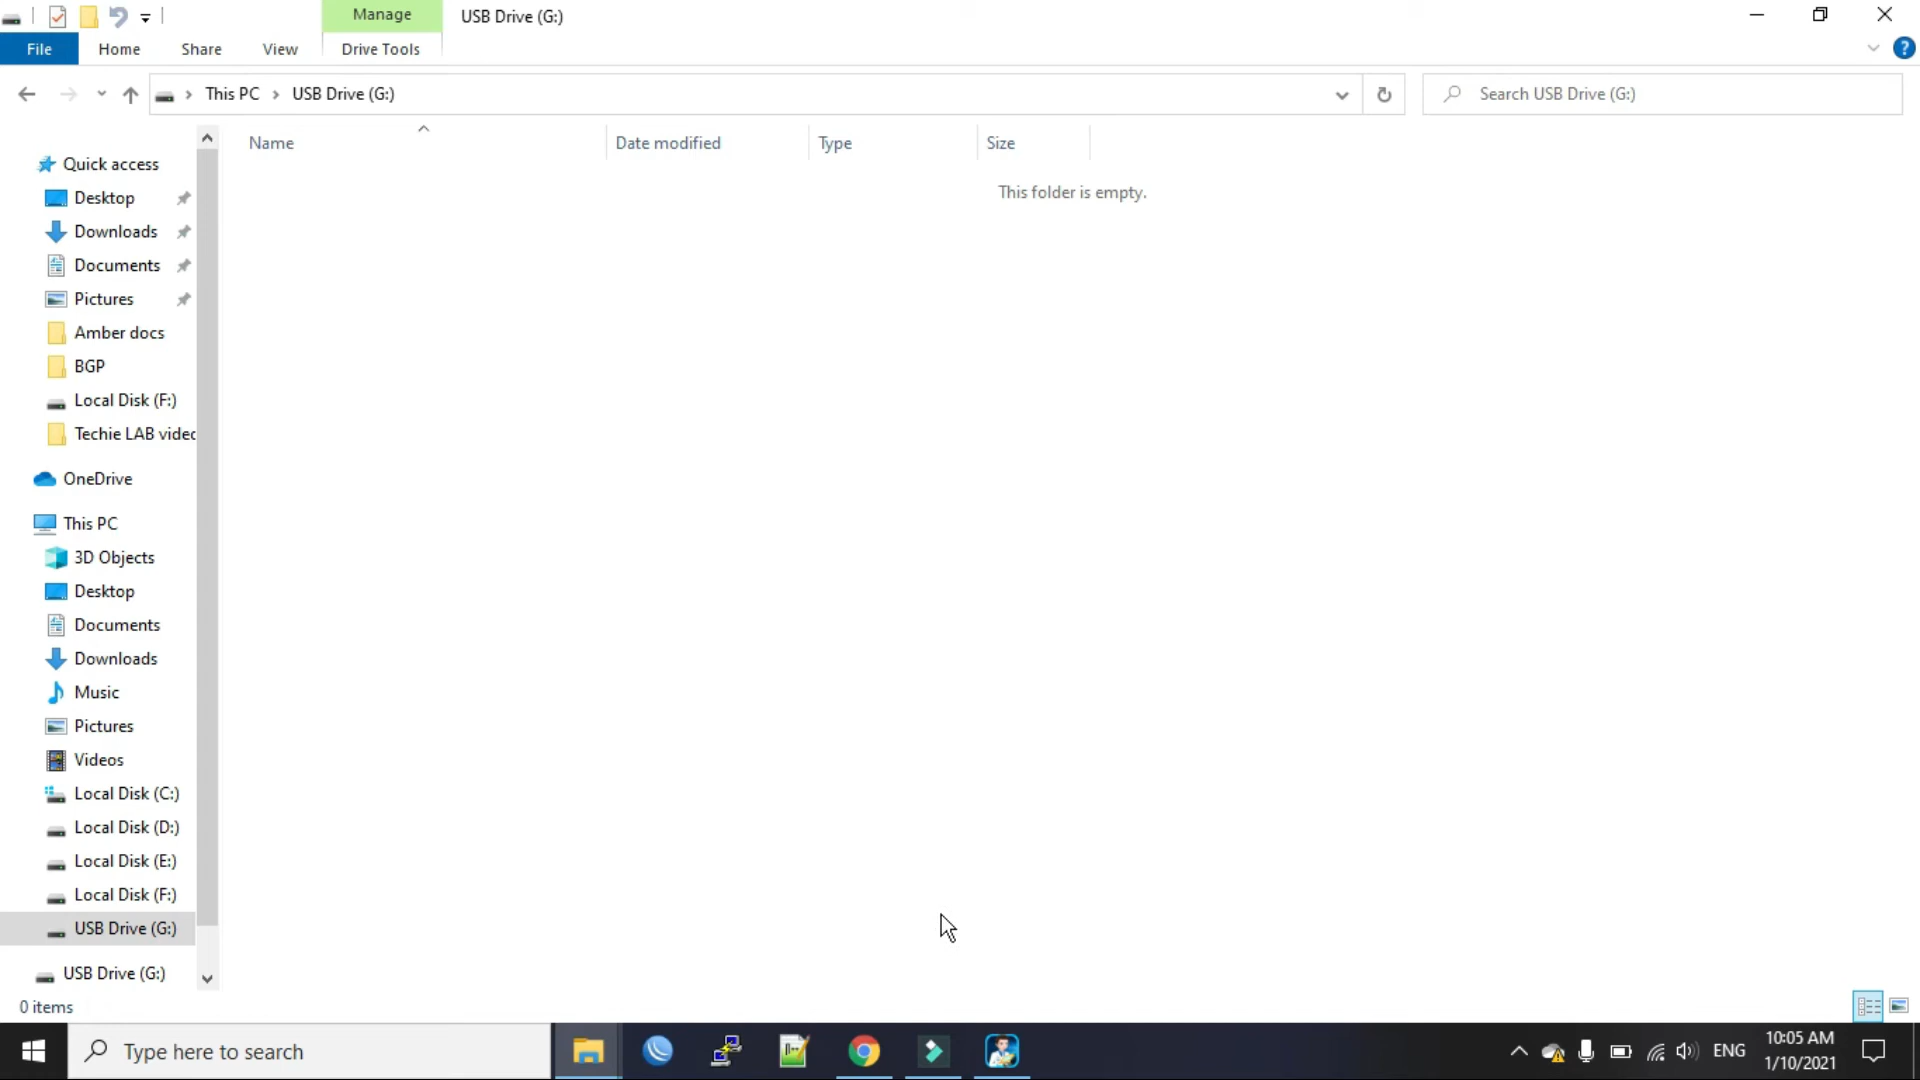 Manage
USB Drive (G:)
File
Home
Share
View
Drive Tools
This PC
USB Drive (G:)
Search USB Drive (G:)
Name
Date modified
Type
Size
This folder is empty.
Quick access
Desktop
Downloads
Documents
Pictures
Amber docs
BGP
Local Disk (F:)
Techie LAB videc
OneDrive
This PC
3D Objects
Desktop
Documents
Downloads
Music
Pictures
Videos
Local Disk (C:)
Local Disk (D:)
Local Disk (E:)
Local Disk (F:)
USB Drive (G:)
USB Drive (G:)
0 items
Type here to search
ENG
10:05 AM
1/10/2021